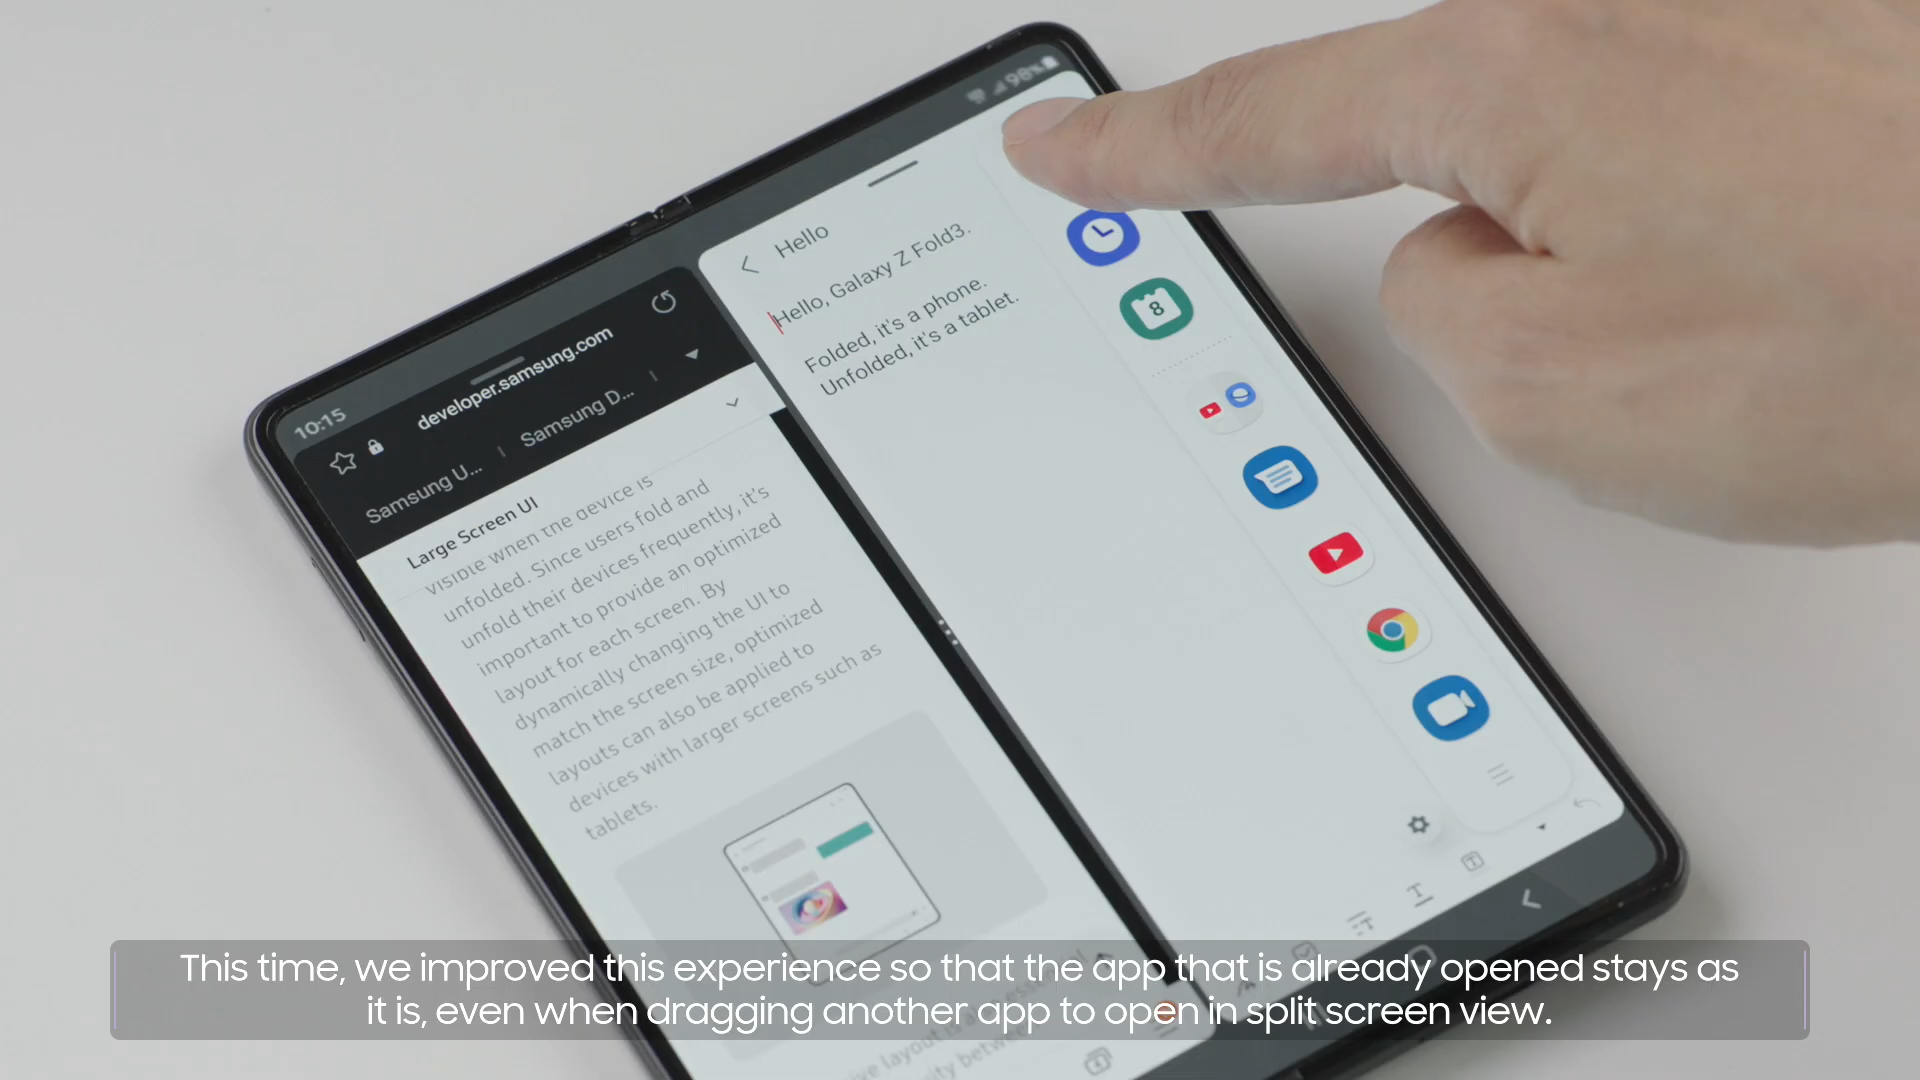 98%
10:15
developer.samsung.com
Samsung U...
Samsung D...
Large Screen UI
visible when the device is
unfolded. Since users fold and
unfold their devices frequently, it's
important to provide an optimized
layout for each screen. By
dynamically changing the UI to
match the screen size, optimized
layouts can also be applied to
devices with larger screens such as
tablets.
Hello
Hello, Galaxy Z Fold3.
Folded, it's a phone.
Unfolded, it's a tablet.
8
This time, we improved this experience so that the app that is already opened stays as
it is, even when dragging another app to open in split screen view.